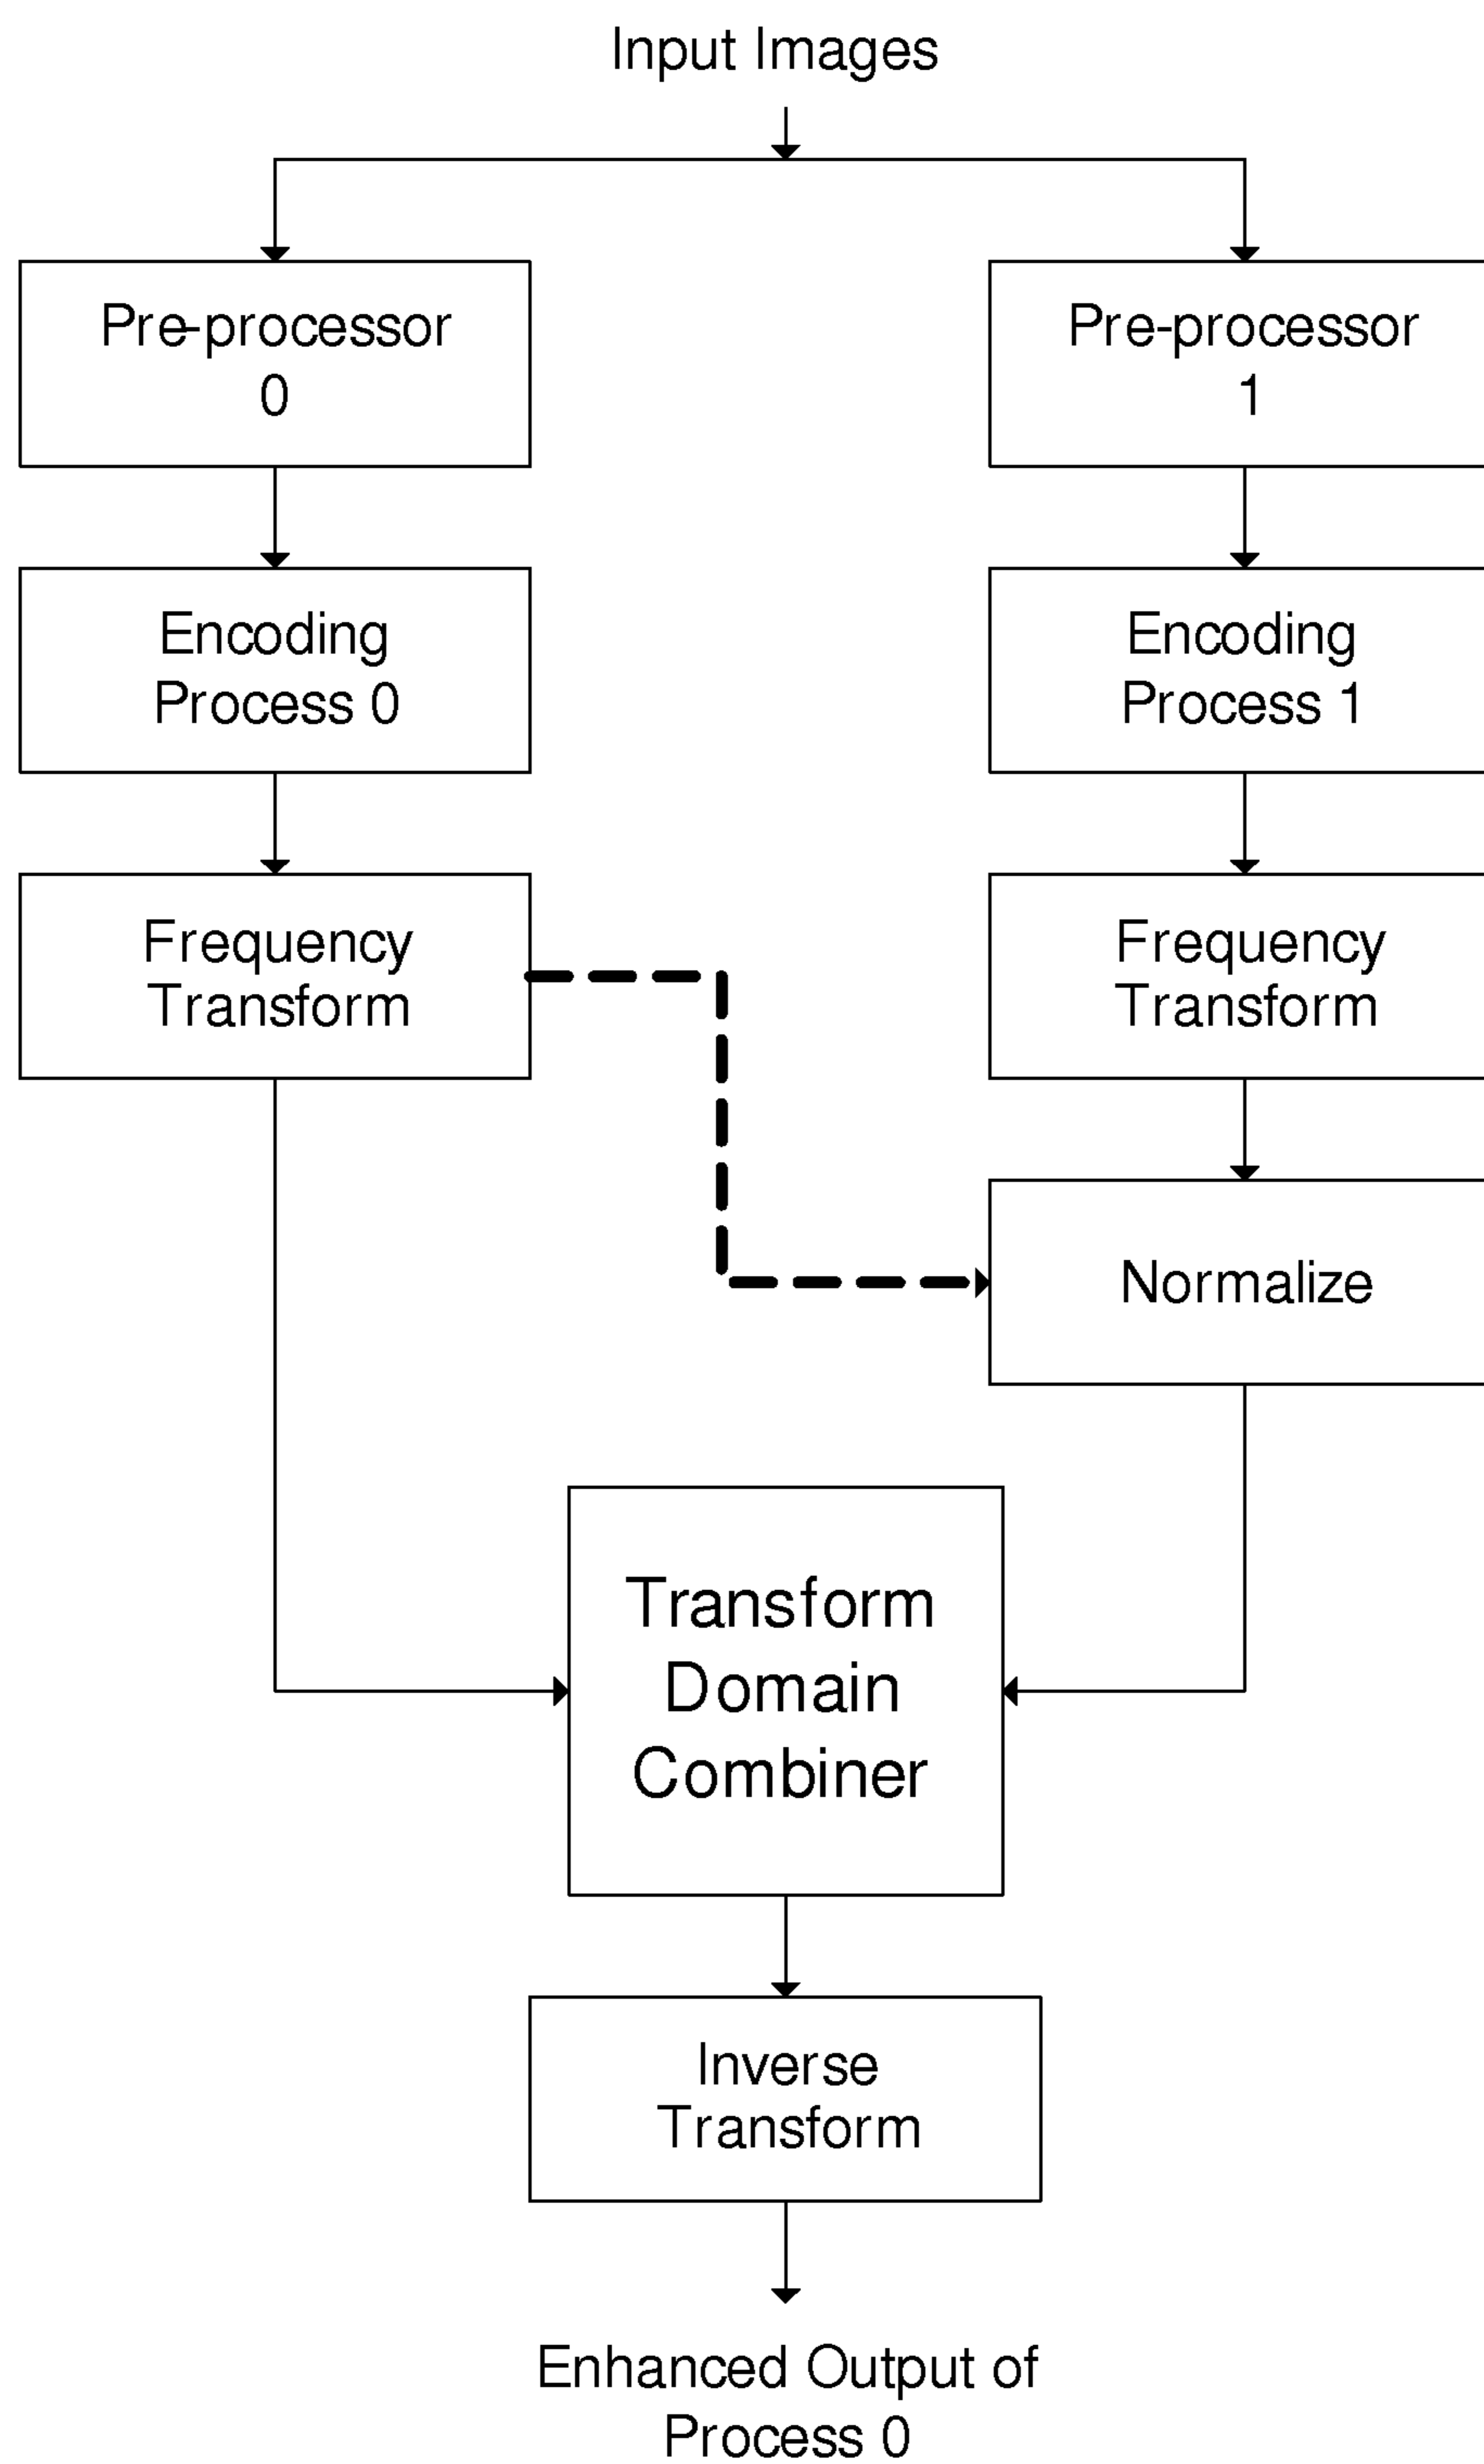 Input Images
Pre-processor
0
Pre-processor
1
Encoding
Process 0
Encoding
Process 1
Frequency
Transform
Frequency
Transform
Normalize
Transform
Domain
Combiner
Inverse
Transform
Enhanced Output of
Process 0